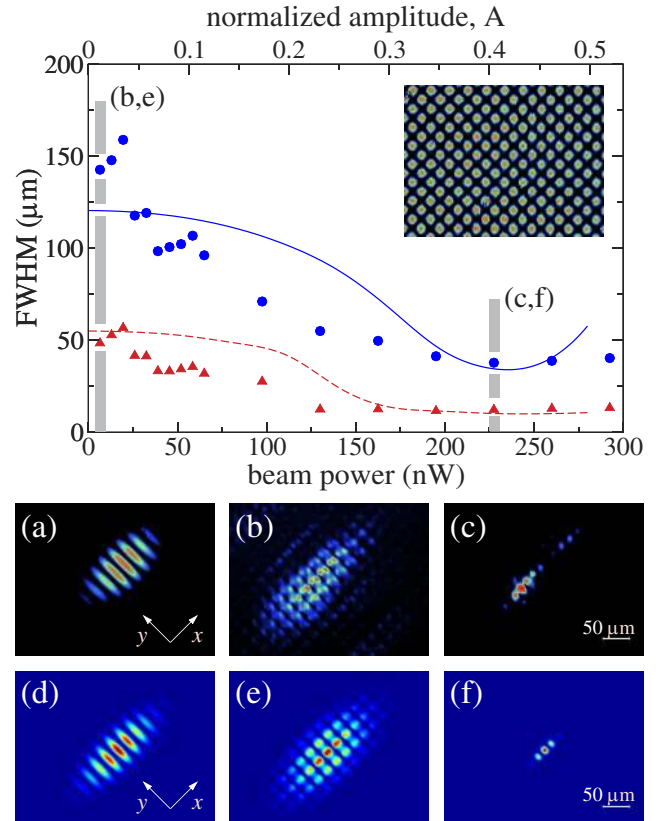 normalized amplitude, A
0 0.1 0.2 0.3 0.4 0.5
200
(b,e)
150
100
FWHM (μm)
(c,f)
50
0
0 50 100 150 200 250 300
beam power (nW)
(a) (b) (c)
y x 50 μm
(d) (e) (f)
y x 50 μm